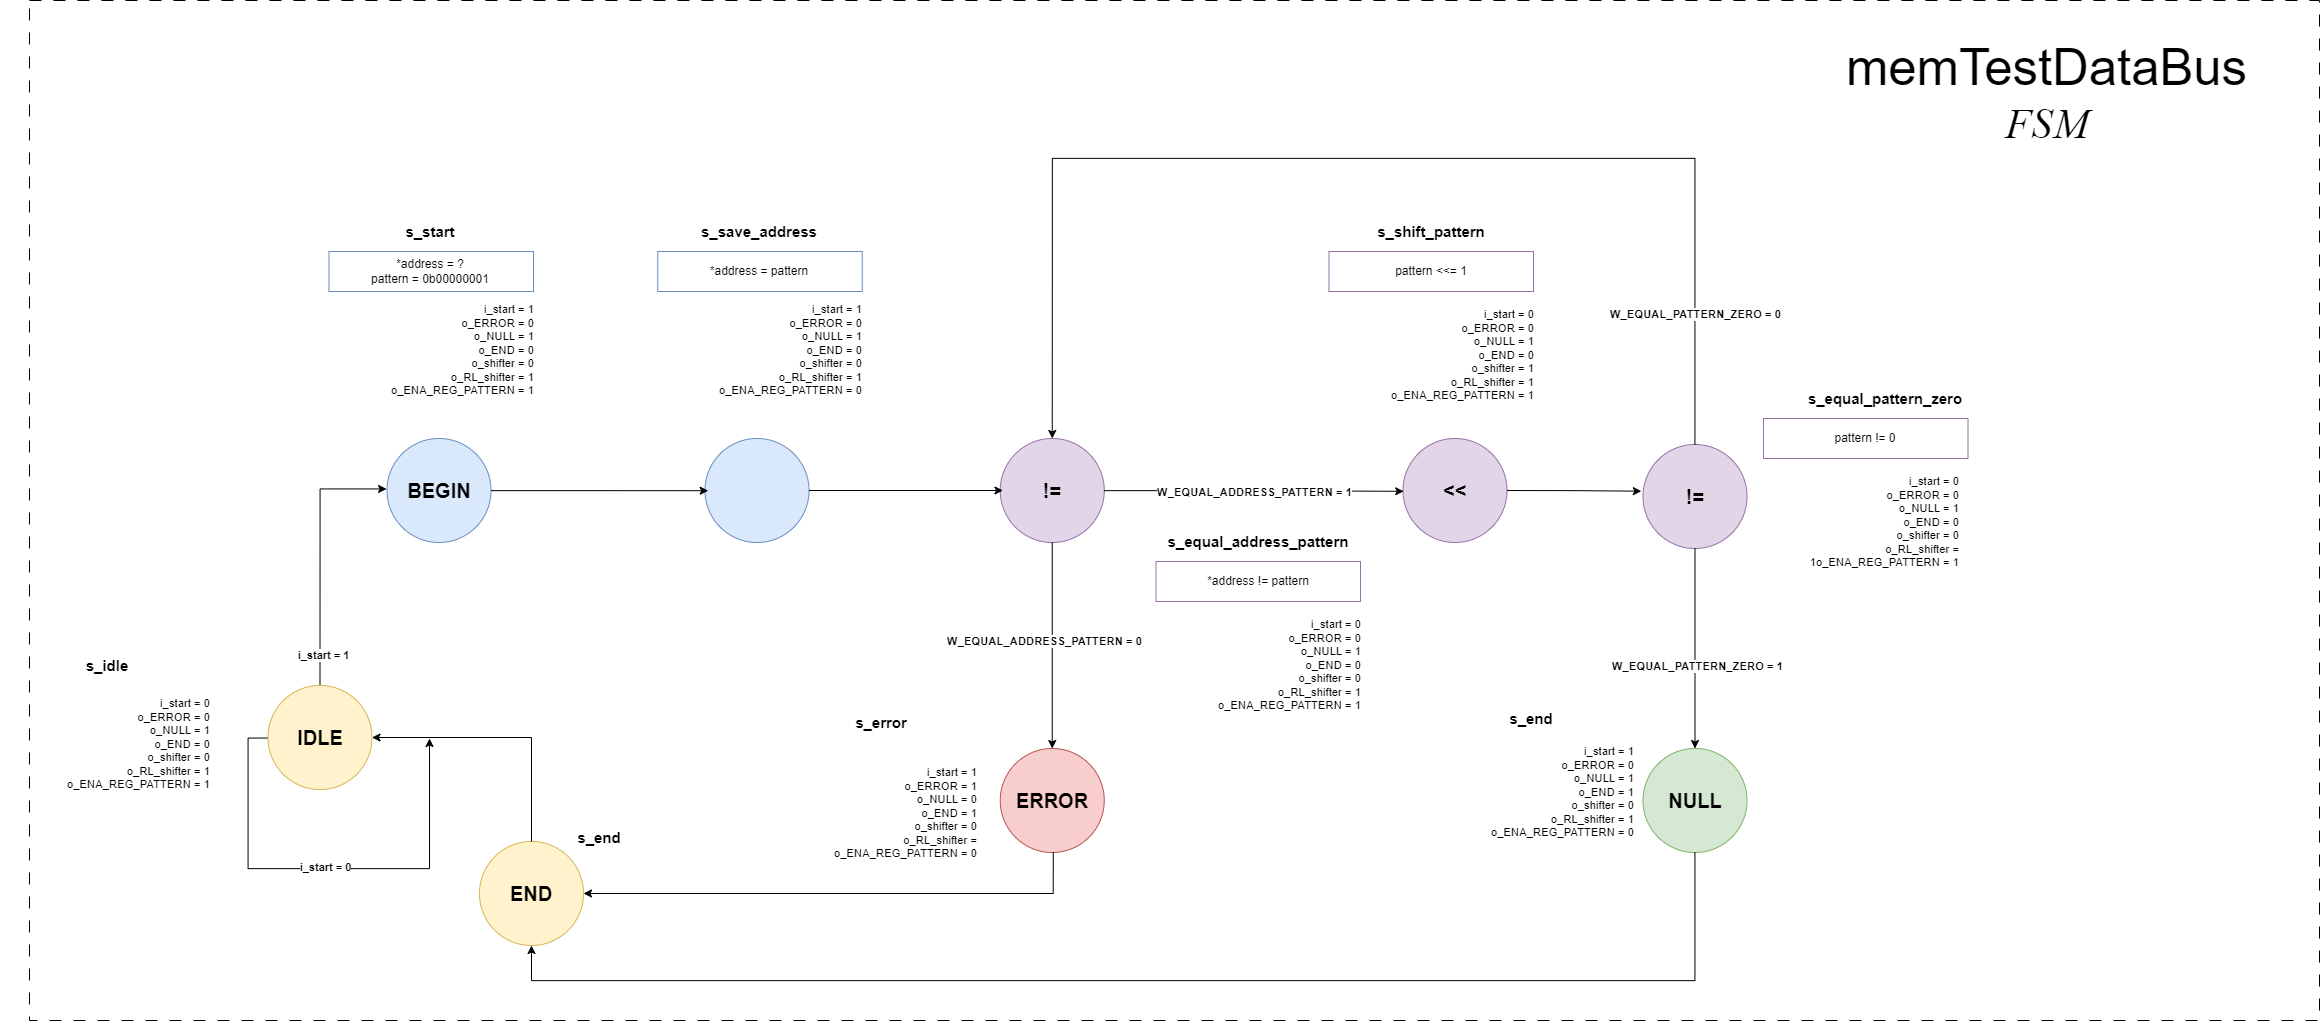 memTestDataBus
FSM
s_start
*address = ?
pattern = 0b00000001
i_start = 1
o_ERROR = 0
o_NULL = 1
o_END = 0
o_shifter = 0
o_RL_shifter = 1
o_ENA_REG_PATTERN = 1
s_save_address
*address = pattern
i_start = 1
o_ERROR = 0
o_NULL = 1
o_END = 0
o_shifter = 0
o_RL_shifter = 1
o_ENA_REG_PATTERN = 0
s_shift_pattern
pattern <<= 1
i_start = 0
o_ERROR = 0
o_NULL = 1
o_END = 0
o_shifter = 1
o_RL_shifter = 1
o_ENA_REG_PATTERN = 1
W_EQUAL_PATTERN_ZERO = 0
s_equal_pattern_zero
pattern != 0
i_start = 0
o_ERROR = 0
o_NULL = 1
o_END = 0
o_shifter = 0
o_RL_shifter =
1o_ENA_REG_PATTERN = 1
BEGIN
!=
W_EQUAL_ADDRESS_PATTERN = 1
<<
!=
s_equal_address_pattern
*address != pattern
i_start = 0
o_ERROR = 0
o_NULL = 1
o_END = 0
o_shifter = 0
o_RL_shifter = 1
o_ENA_REG_PATTERN = 1
W_EQUAL_ADDRESS_PATTERN = 0
W_EQUAL_PATTERN_ZERO = 1
i_start = 1
s_idle
i_start = 0
o_ERROR = 0
o_NULL = 1
o_END = 0
o_shifter = 0
o_RL_shifter = 1
o_ENA_REG_PATTERN = 1
IDLE
i_start = 0
s_error
i_start = 1
o_ERROR = 1
o_NULL = 0
o_END = 1
o_shifter = 0
o_RL_shifter =
o_ENA_REG_PATTERN = 0
ERROR
s_end
i_start = 1
o_ERROR = 0
o_NULL = 1
o_END = 1
o_shifter = 0
o_RL_shifter = 1
o_ENA_REG_PATTERN = 0
NULL
s_end
END